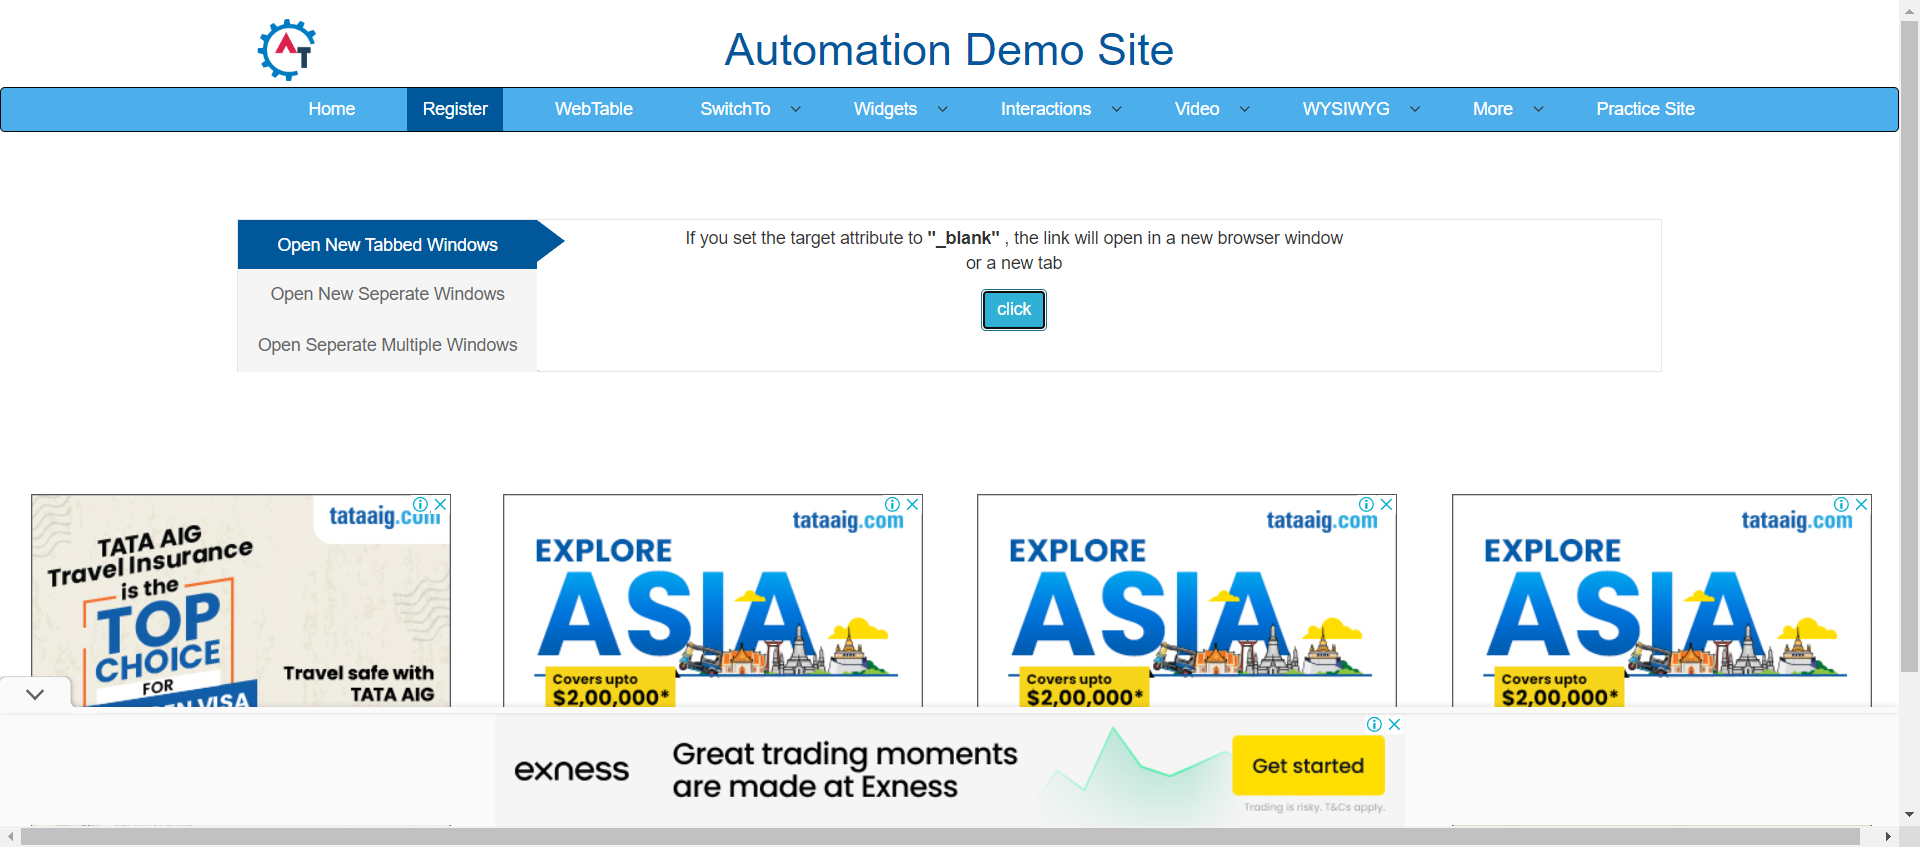 AT
Automation Demo Site
Home Register WebTable SwitchTo Widgets Interactions Video WYSIWYG More Practice Site
Open New Tabbed Windows
Open New Seperate Windows
Open Seperate Multiple Windows
If you set the target attribute to "_blank" , the link will open in a new browser window
or a new tab
click
tataaig.com
TATA AIG
Travel Insurance
is the
TOP
CHOICE
FOR
VISA
Travel safe with
TATA AIG
tataaig.com
EXPLORE
ASIA
Covers upto
$2,00,000*
tataaig.com
EXPLORE
ASIA
Covers upto
$2,00,000*
tataaig.com
EXPLORE
ASIA
Covers upto
$2,00,000*
exness
Great trading moments
are made at Exness
Get started
Trading is risky. T&Cs apply.